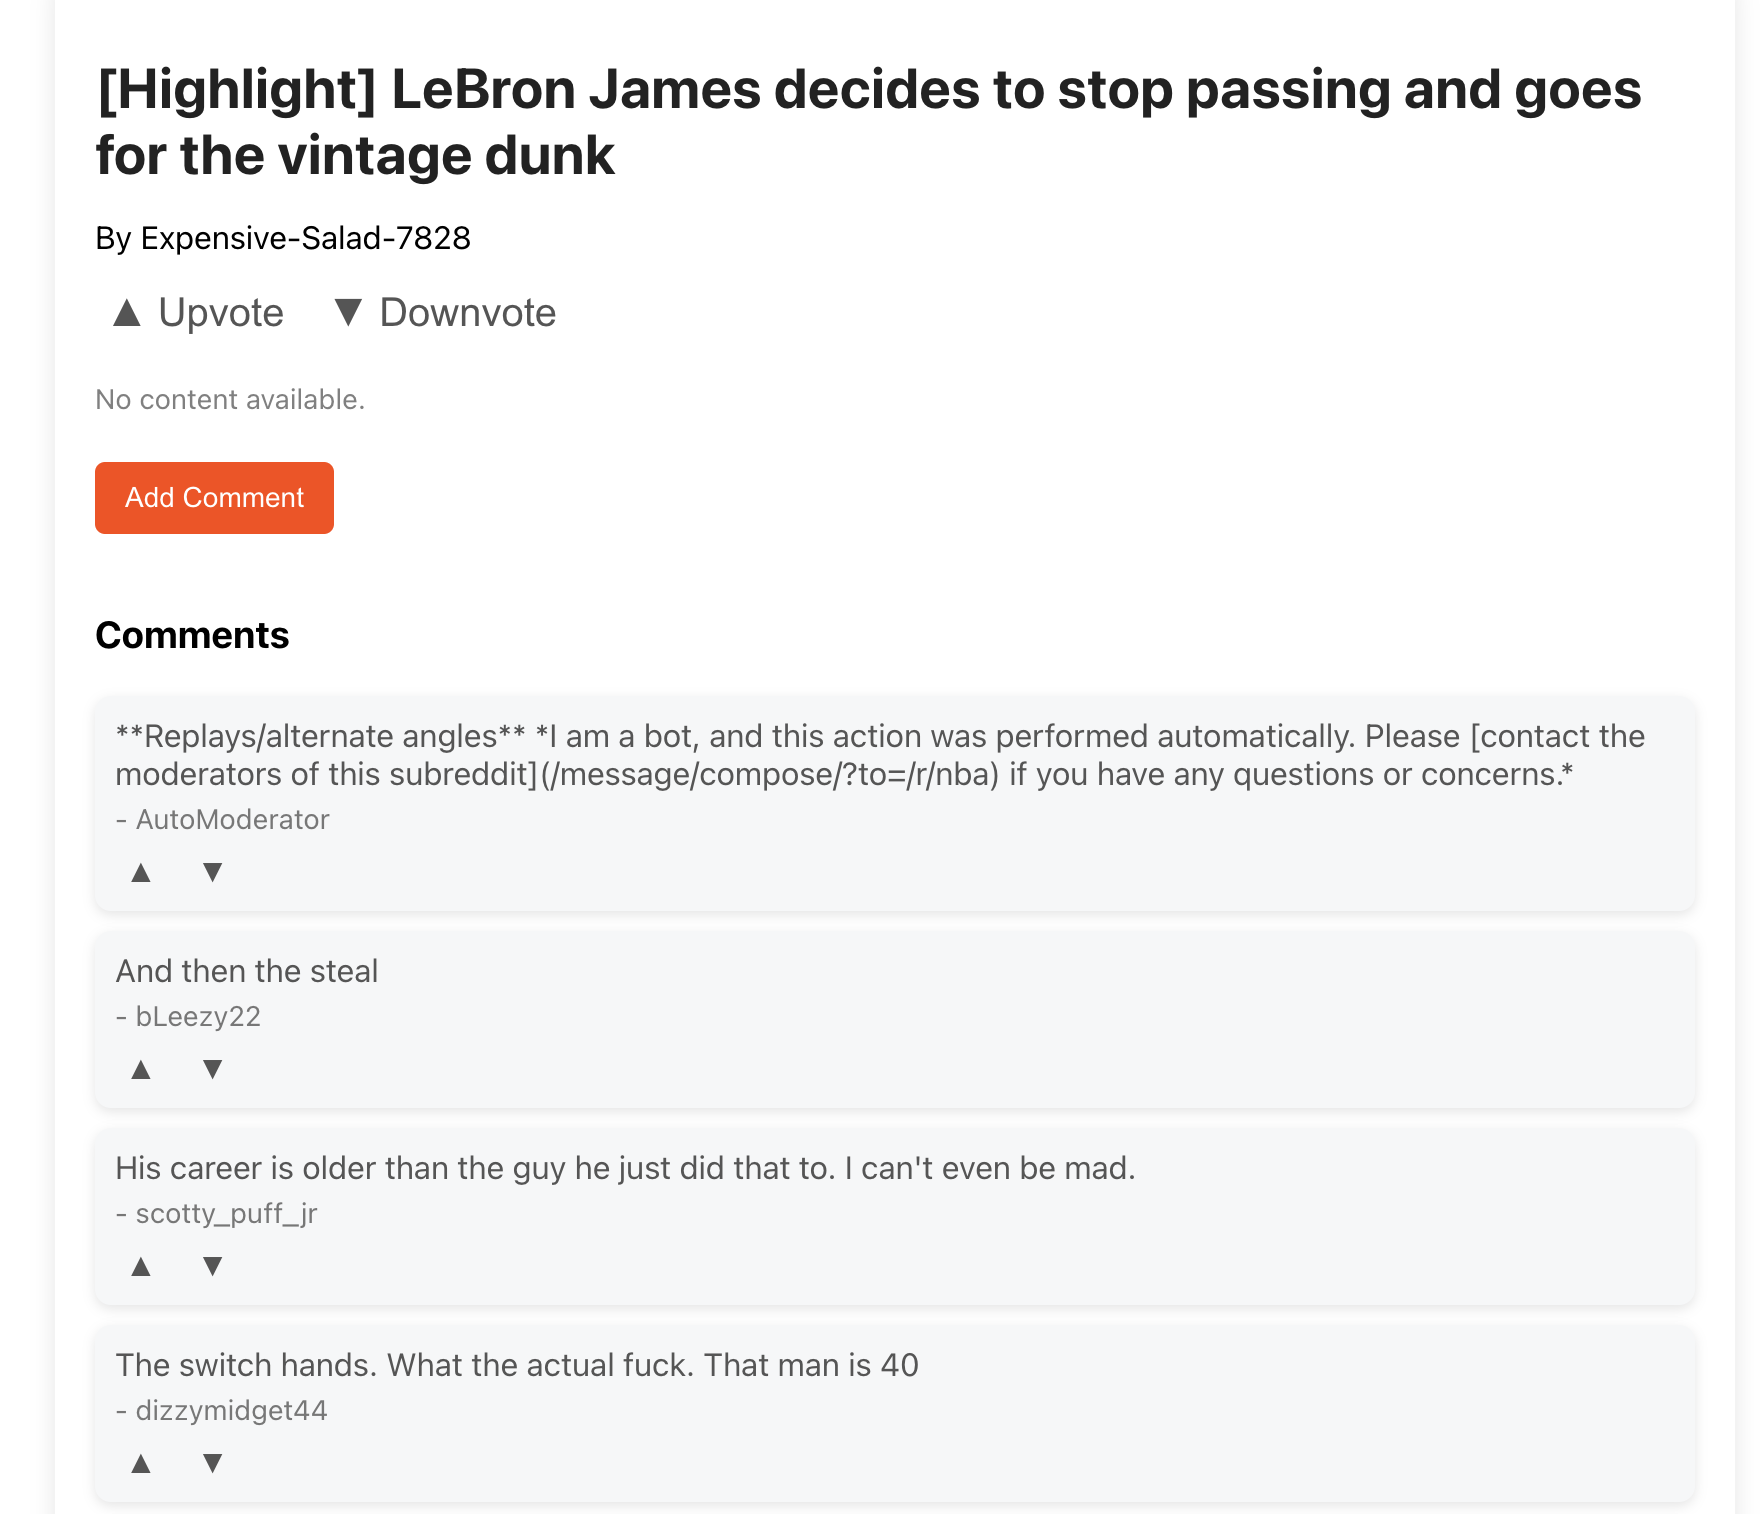 [Highlight] LeBron James decides to stop passing and goes
for the vintage dunk
By Expensive-Salad-7828
▲ Upvote ▼ Downvote
No content available.
Add Comment
Comments
**Replays/alternate angles** *I am a bot, and this action was performed automatically. Please [contact the
moderators of this subreddit](/message/compose/?to=/r/nba) if you have any questions or concerns.*
- AutoModerator
▲ ▼
And then the steal
- bLeezy22
▲ ▼
His career is older than the guy he just did that to. I can't even be mad.
- scotty_puff_jr
▲ ▼
The switch hands. What the actual fuck. That man is 40
- dizzymidget44
▲ ▼